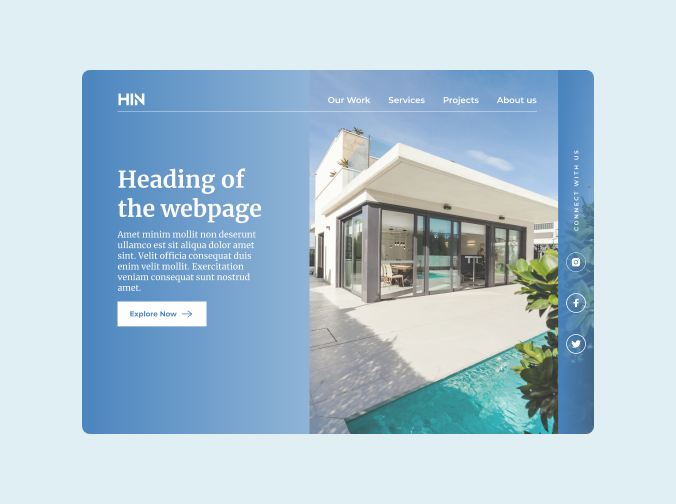 HIN
Our Work Services Projects About us
Heading of
the webpage
Amet minim mollit non deserunt
ullamco est sit aliqua dolor amet
sint. Velit officia consequat duis
enim velit mollit. Exercitation
veniam consequat sunt nostrud
amet.
Explore Now
CONNECT WITH US